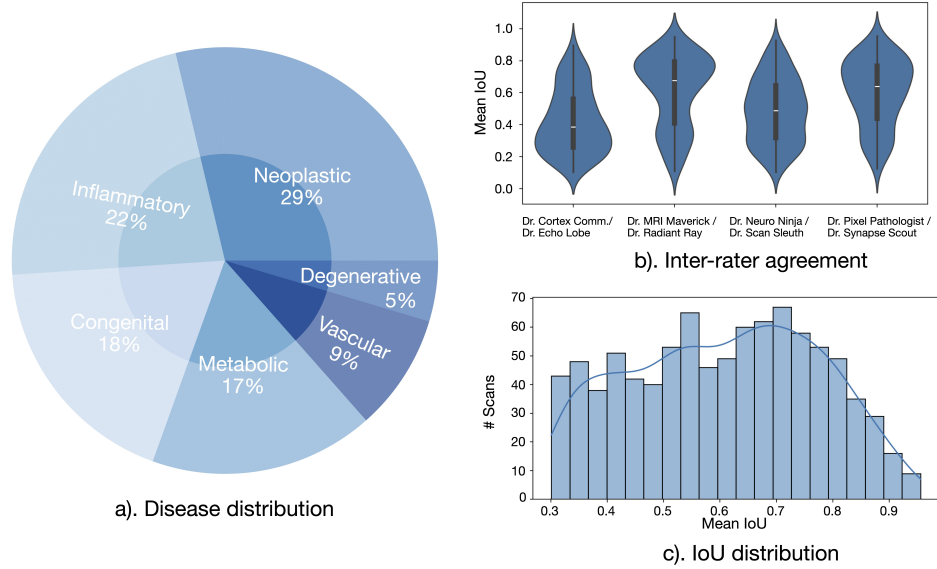 Neoplastic
29%
Inflammatory
22%
Degenerative
5%
Vascular
9%
Congenital
18%
Metabolic
17%
a). Disease distribution
Mean IoU
1.0
0.8
0.6
0.4
0.2
0.0
Dr. Cortex Comm./
Dr. Echo Lobe
Dr. MRI Maverick /
Dr. Radiant Ray
Dr. Neuro Ninja /
Dr. Scan Sleuth
Dr. Pixel Pathologist /
Dr. Synapse Scout
b). Inter-rater agreement
# Scans
70
60
50
40
30
20
10
0
0.3 0.4 0.5 0.6 0.7 0.8 0.9
Mean IoU
c). IoU distribution